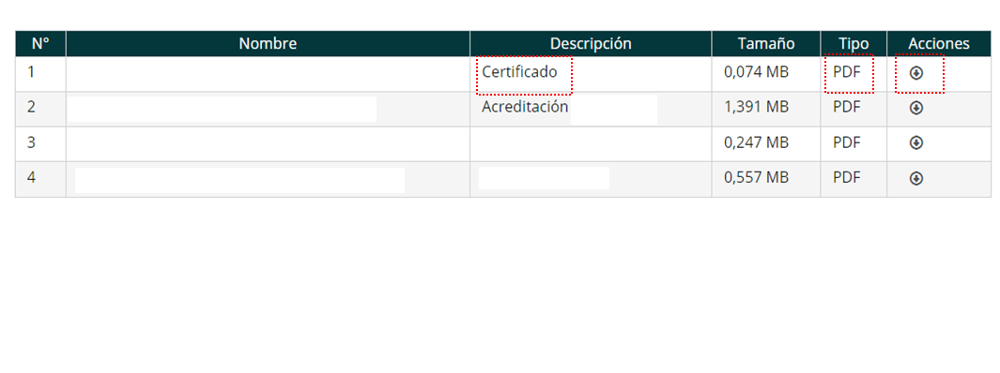 N° Nombre Descripción Tamaño Tipo Acciones
1 Certificado 0,074 MB PDF
2 Acreditación 1,391 MB PDF
3 0,247 MB PDF
4 0,557 MB PDF